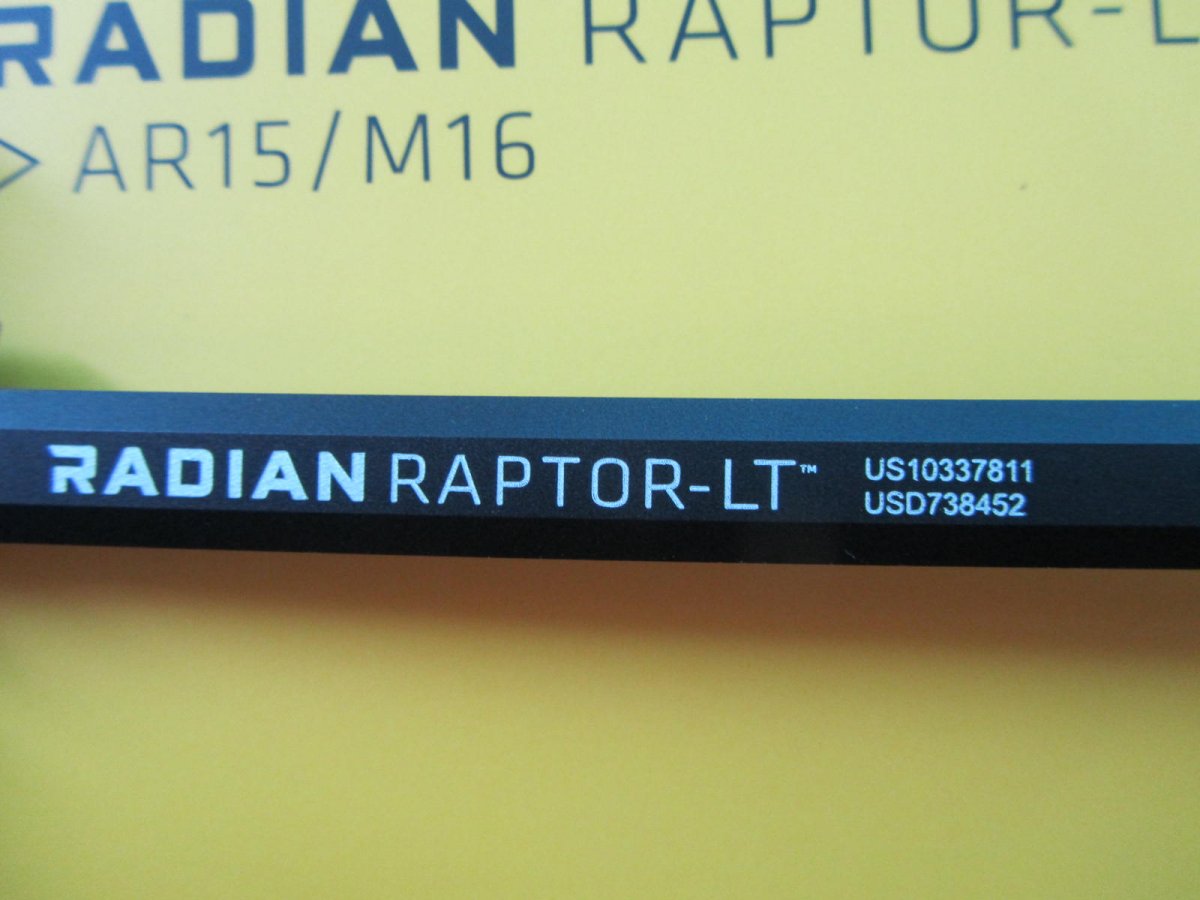 RADIAN RAPTOR-L
> AR15/M16
RADIAN RAPTOR-LT™
US10337811
USD738452